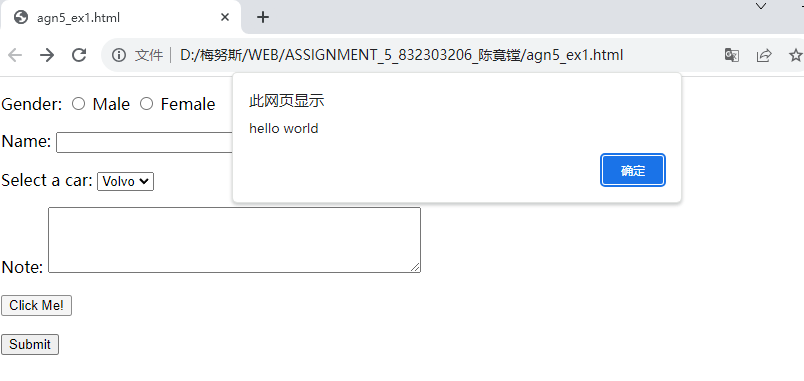 agn5_ex1.html
文件 D:/梅努斯/WEB/ASSIGNMENT_5_832303206_陈竟镗/agn5_ex1.html
此网页显示
hello world
确定
Gender: Male Female
Name:
Select a car: Volvo
Note:
Click Me!
Submit